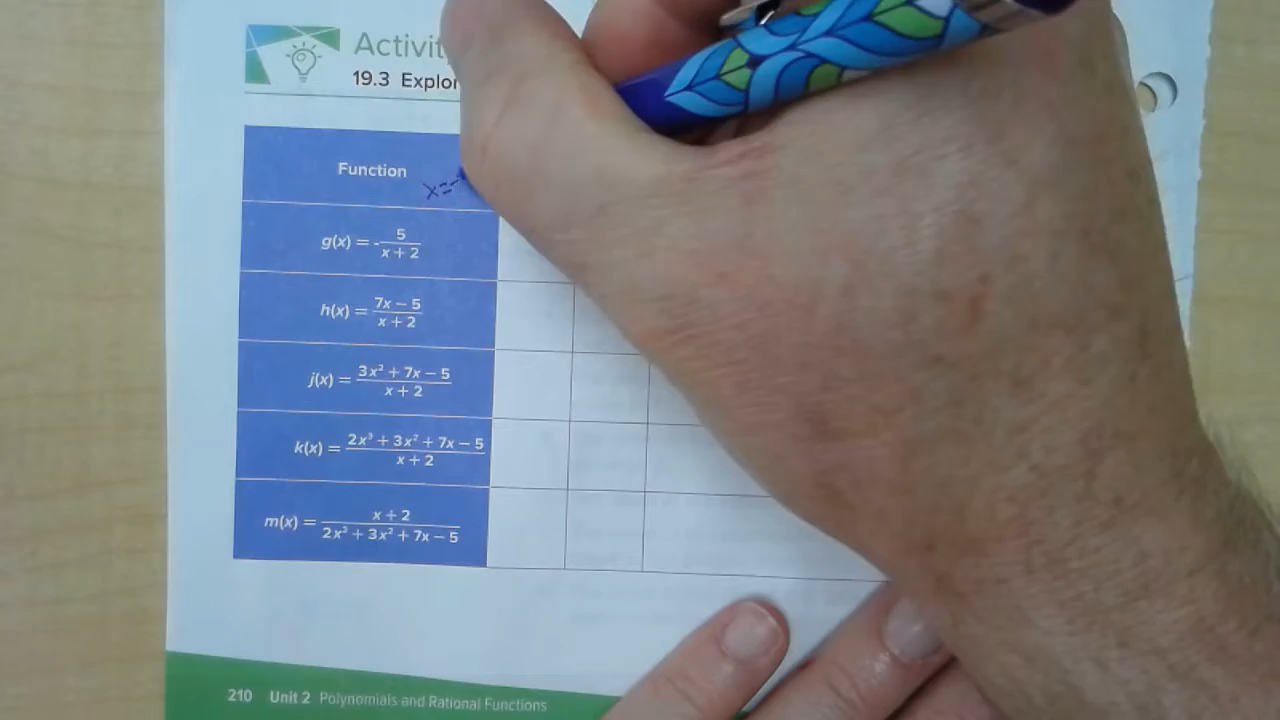 Activit
19.3 Explor
Function
x =
g(x) = -5/(x + 2)
h(x) = (7x − 5)/(x + 2)
j(x) = (3x² + 7x − 5)/(x + 2)
k(x) = (2x³ + 3x² + 7x − 5)/(x + 2)
m(x) = (x + 2)/(2x³ + 3x² + 7x − 5)
210 Unit 2 Polynomials and Rational Functions